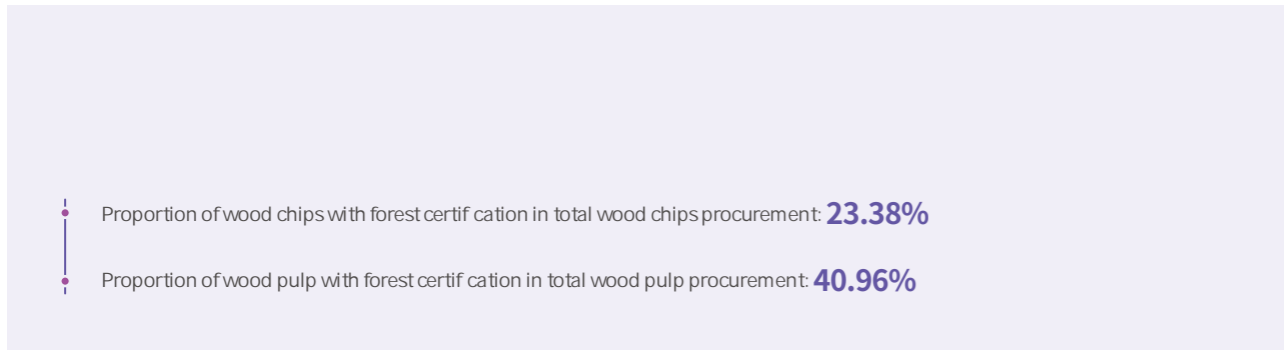 Proportion of wood chips with forest certif cation in total wood chips procurement: 23.38%
Proportion of wood pulp with forest certif cation in total wood pulp procurement: 40.96%